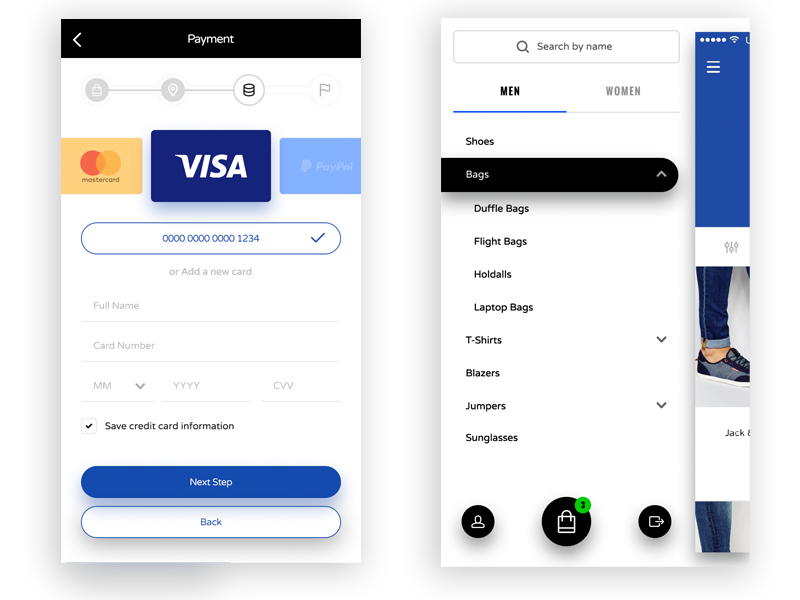 Payment
mastercard
VISA
PayPal
0000 0000 0000 1234
or Add a new card
Full Name
Card Number
MM YYYY CVV
Save credit card information
Next Step
Back
Search by name
MEN WOMEN
Shoes
Bags
Duffle Bags
Flight Bags
Holdalls
Laptop Bags
T-Shirts
Blazers
Jumpers
Sunglasses
3
Jack &